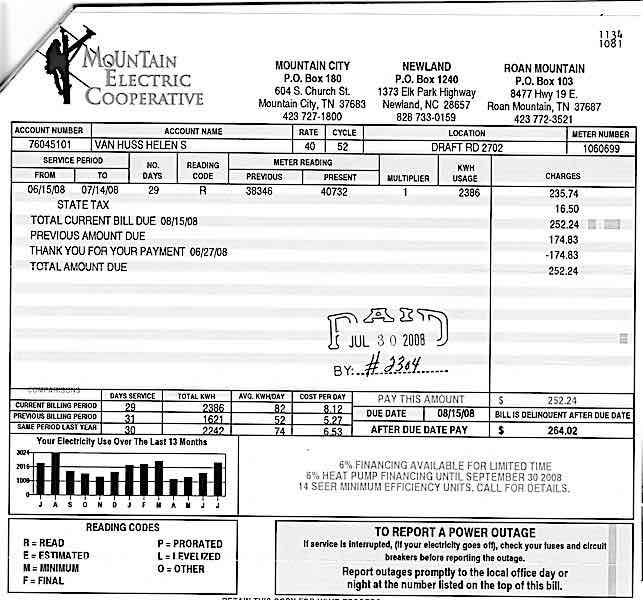 1134
1081
MOUNTAIN
ELECTRIC
COOPERATIVE
MOUNTAIN CITY
P.O. Box 180
604 S. Church St.
Mountain City, TN 37683
423 727-1800
NEWLAND
P.O. Box 1240
1373 Elk Park Highway
Newland, NC 28657
828 733-0159
ROAN MOUNTAIN
P.O. Box 103
8477 Hwy 19 E.
Roan Mountain, TN 37687
423 772-3521
ACCOUNT NUMBER ACCOUNT NAME RATE CYCLE LOCATION METER NUMBER
76045101 VAN HUSS HELEN S 40 52 DRAFT RD 2702 1060699
SERVICE PERIOD NO. DAYS READING CODE METER READING MULTIPLIER KWH USAGE CHARGES
FROM TO PREVIOUS PRESENT
06/15/08 07/14/08 29 R 38346 40732 1 2386 235.74
STATE TAX 16.50
TOTAL CURRENT BILL DUE 08/15/08 252.24
PREVIOUS AMOUNT DUE 174.83
THANK YOU FOR YOUR PAYMENT 06/27/08 -174.83
TOTAL AMOUNT DUE 252.24
PAID
JUL 30 2008
BY: #2304
COMPARISONS DAYS SERVICE TOTAL KWH AVG. KWH/DAY COST PER DAY
CURRENT BILLING PERIOD 29 2386 82 8.12
PREVIOUS BILLING PERIOD 31 1621 52 5.27
SAME PERIOD LAST YEAR 30 2242 74 6.53
PAY THIS AMOUNT $ 252.24
DUE DATE 08/15/08 BILL IS DELINQUENT AFTER DUE DATE
AFTER DUE DATE PAY $ 264.02
Your Electricity Use Over The Last 13 Months
3024
2016
1008
0
J A S O N D J F M A M J J
6% FINANCING AVAILABLE FOR LIMITED TIME
6% HEAT PUMP FINANCING UNTIL SEPTEMBER 30 2008
14 SEER MINIMUM EFFICIENCY UNITS. CALL FOR DETAILS.
READING CODES
R = READ P = PRORATED
E = ESTIMATED L = LEVELIZED
M = MINIMUM O = OTHER
F = FINAL
TO REPORT A POWER OUTAGE
If service is interrupted, (if your electricity goes off), check your fuses and circuit
breakers before reporting the outage.
Report outages promptly to the local office day or
night at the number listed on the top of this bill.